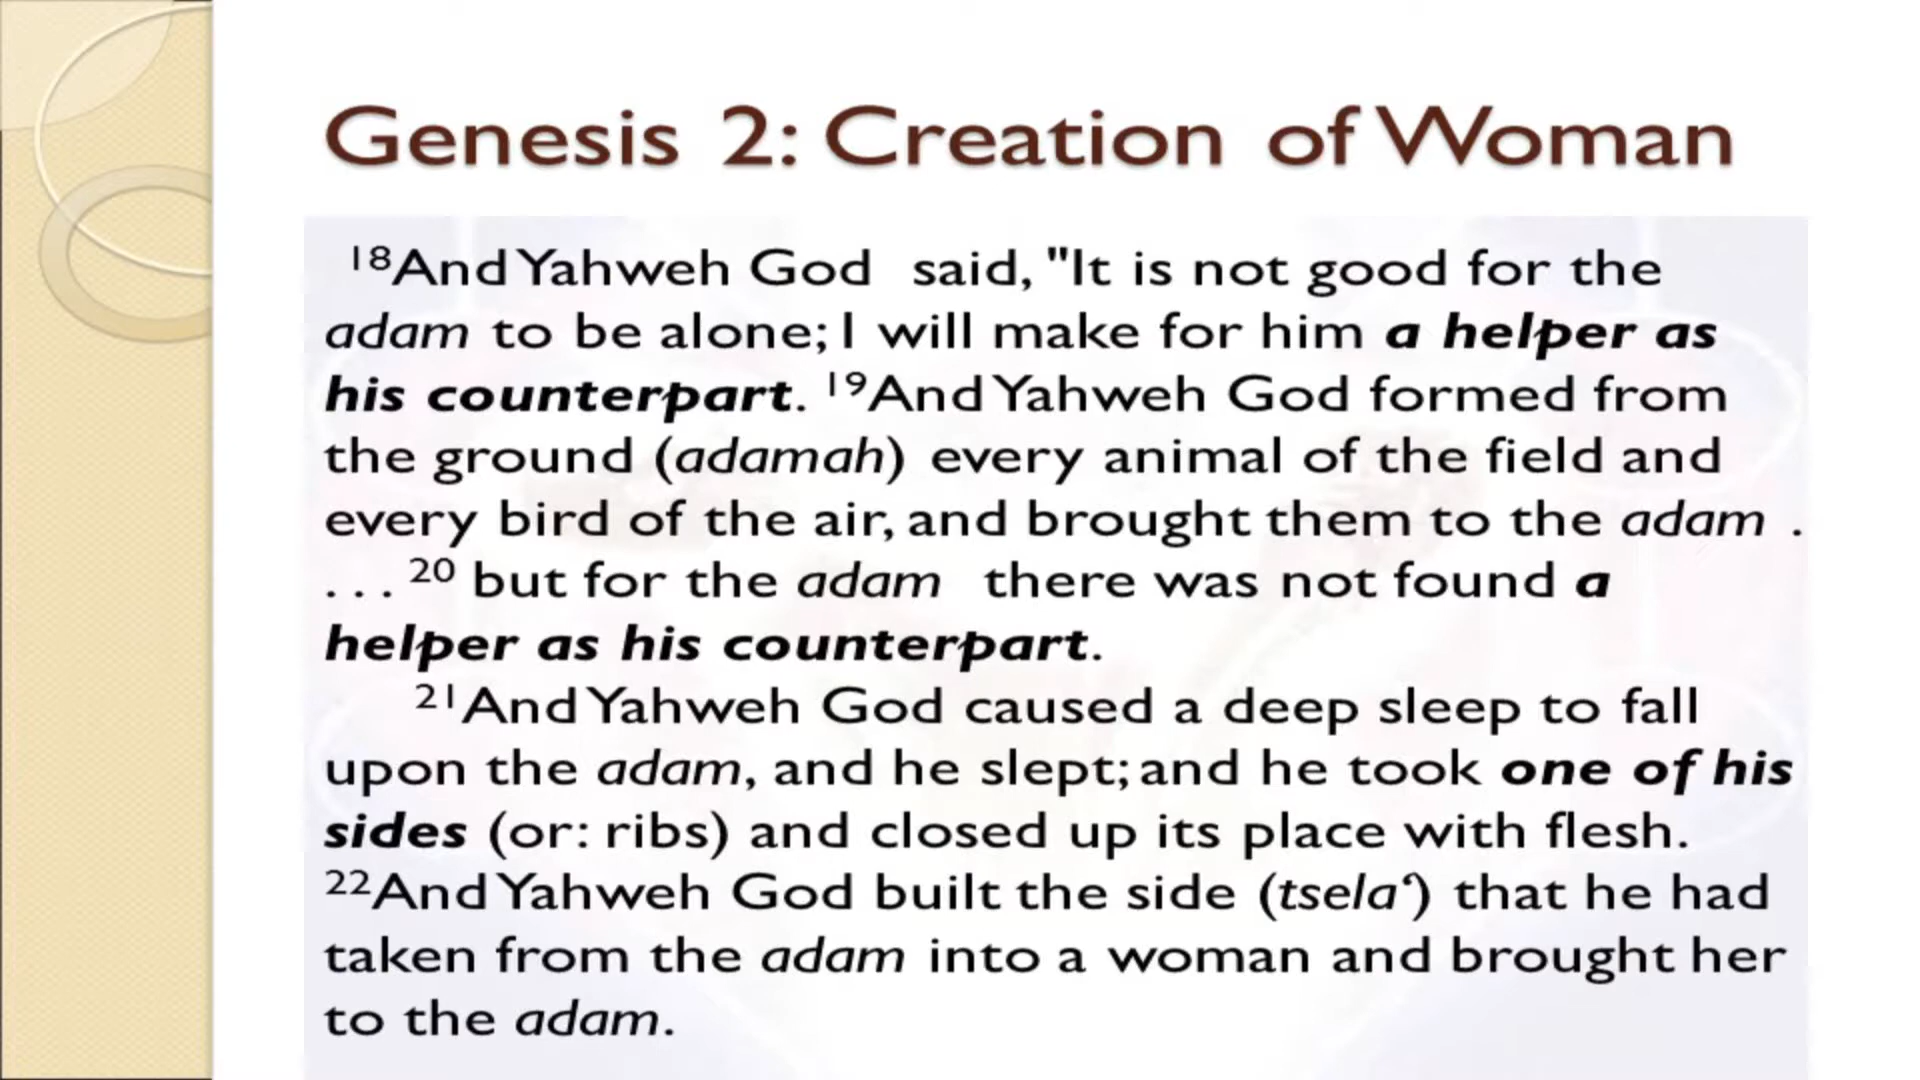 Genesis 2: Creation of Woman
18And Yahweh God said, "It is not good for the
adam to be alone; I will make for him a helper as
his counterpart. 19And Yahweh God formed from
the ground (adamah) every animal of the field and
every bird of the air, and brought them to the adam .
. . . 20 but for the adam there was not found a
helper as his counterpart.
21And Yahweh God caused a deep sleep to fall
upon the adam, and he slept; and he took one of his
sides (or: ribs) and closed up its place with flesh.
22And Yahweh God built the side (tsela‘) that he had
taken from the adam into a woman and brought her
to the adam.